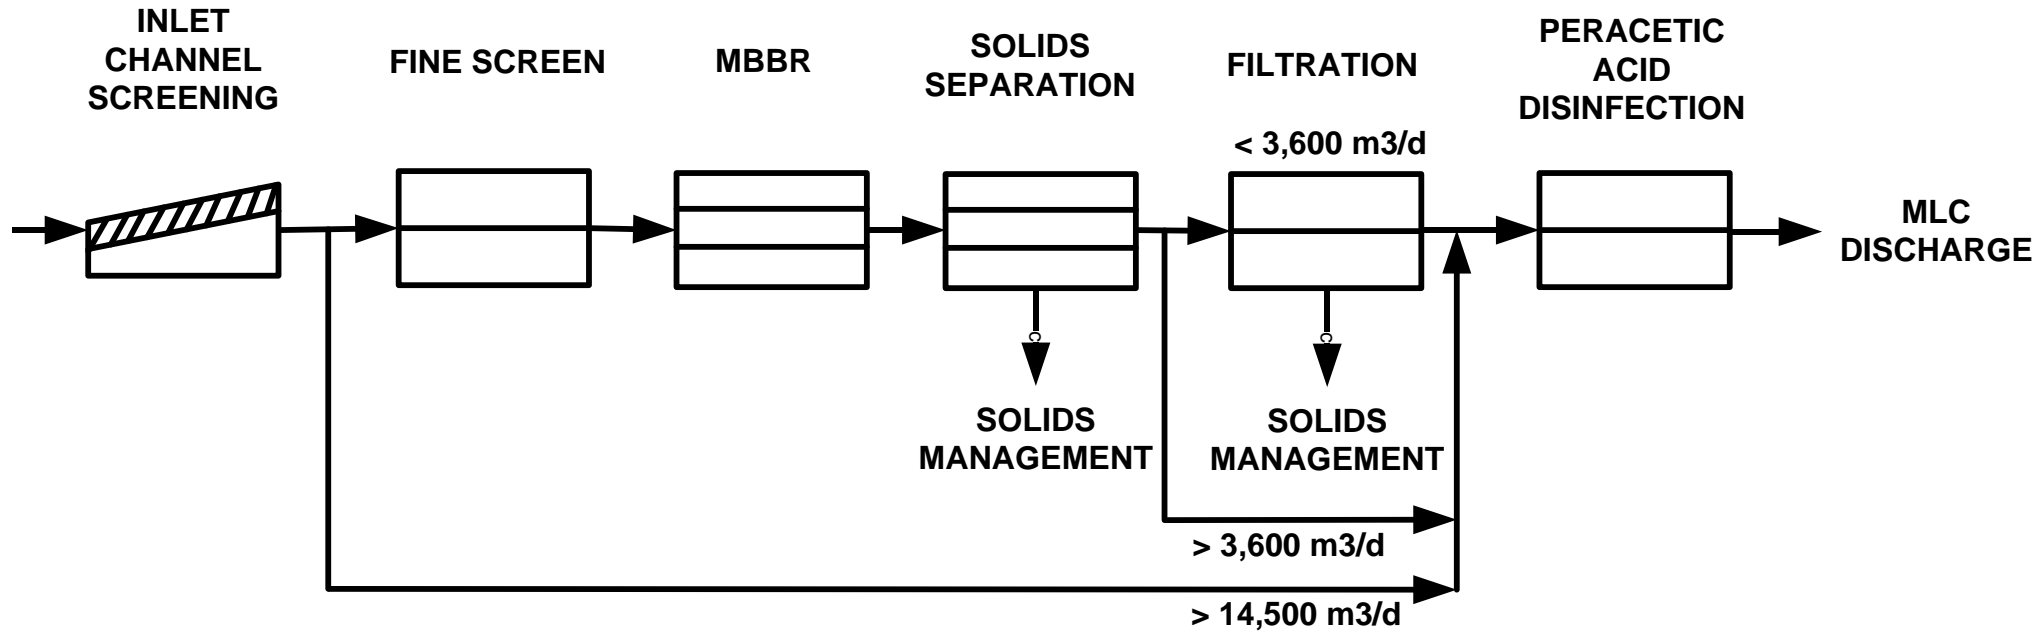 INLET
CHANNEL
SCREENING
FINE SCREEN
MBBR
SOLIDS
SEPARATION
FILTRATION
PERACETIC
ACID
DISINFECTION
< 3,600 m3/d
MLC
DISCHARGE
C
C
SOLIDS
MANAGEMENT
SOLIDS
MANAGEMENT
> 3,600 m3/d
> 14,500 m3/d